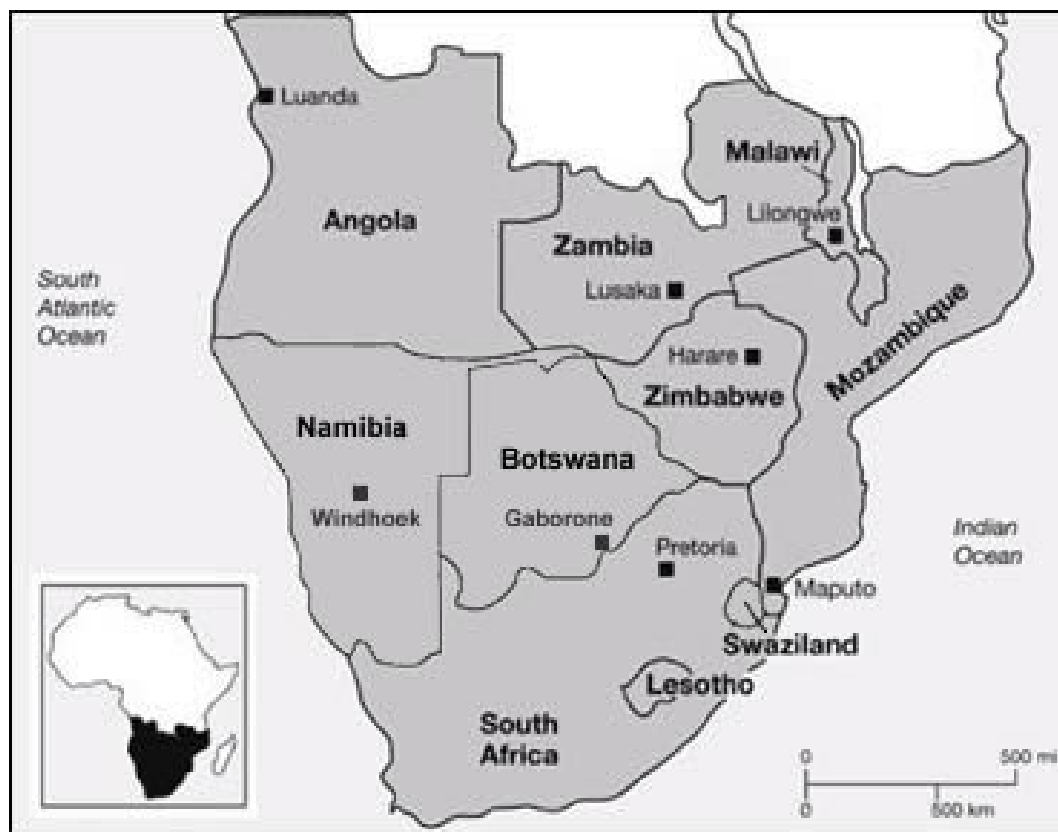 Luanda
Malawi
Angola
Lilongwe
Zambia
South
Atlantic
Ocean
Lusaka
Mozambique
Harare
Zimbabwe
Namibia
Botswana
Windhoek
Gaborone
Pretoria
Indian
Ocean
Maputo
Swaziland
Lesotho
South
Africa
0 500 mi
0 500 km